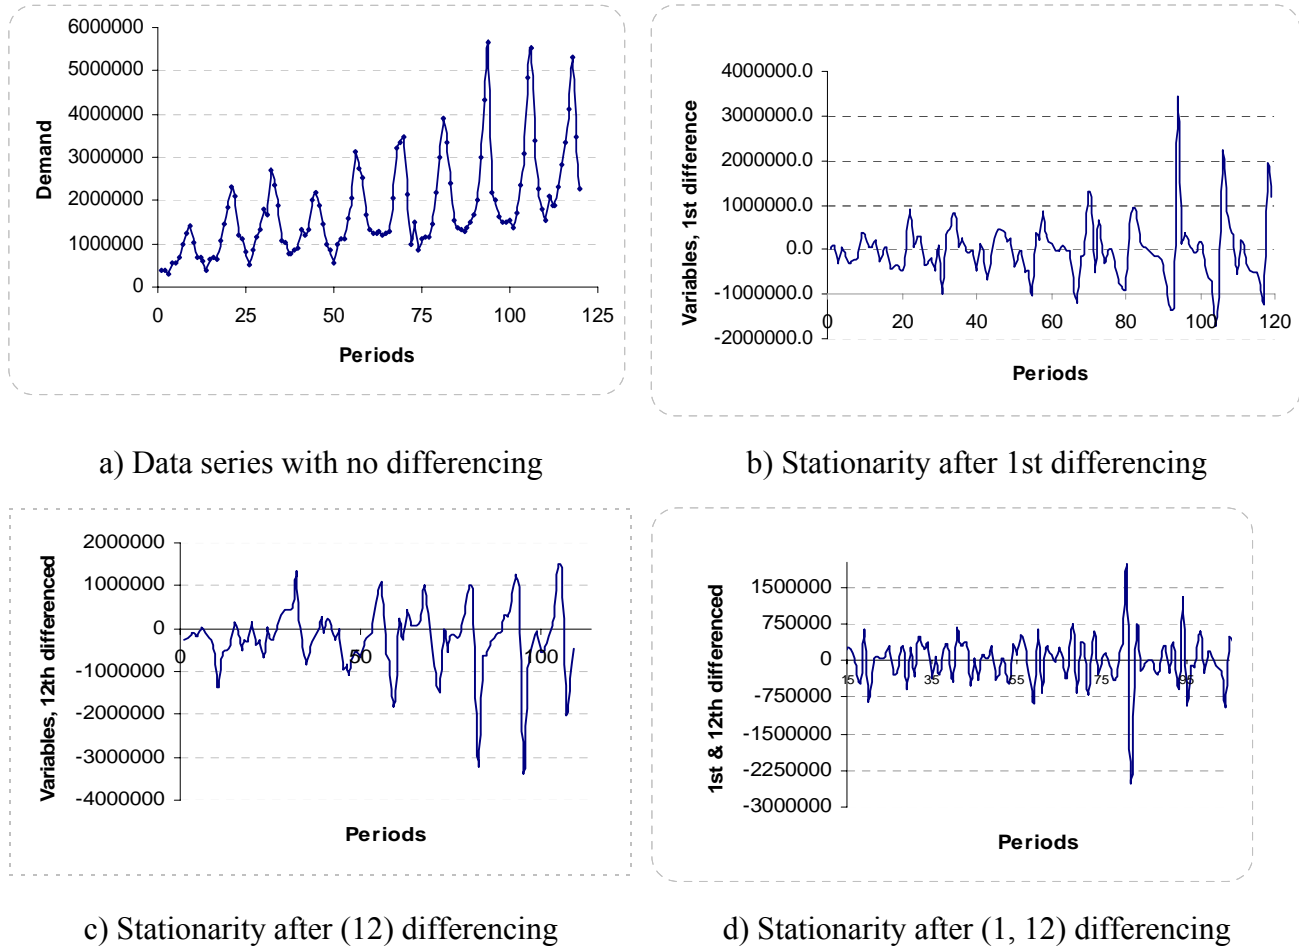 6000000
5000000
4000000
3000000
2000000
1000000
0
Demand
0 25 50 75 100 125
Periods
a) Data series with no differencing
4000000.0
3000000.0
2000000.0
1000000.0
0.0
-1000000.0
-2000000.0
Variables, 1st difference
0 20 40 60 80 100 120
Periods
b) Stationarity after 1st differencing
2000000
1000000
0
-1000000
-2000000
-3000000
-4000000
Variables, 12th differenced
0 50 100
Periods
c) Stationarity after (12) differencing
1500000
750000
0
-750000
-1500000
-2250000
-3000000
1st & 12th differenced
15 35 55 75 95
Periods
d) Stationarity after (1, 12) differencing